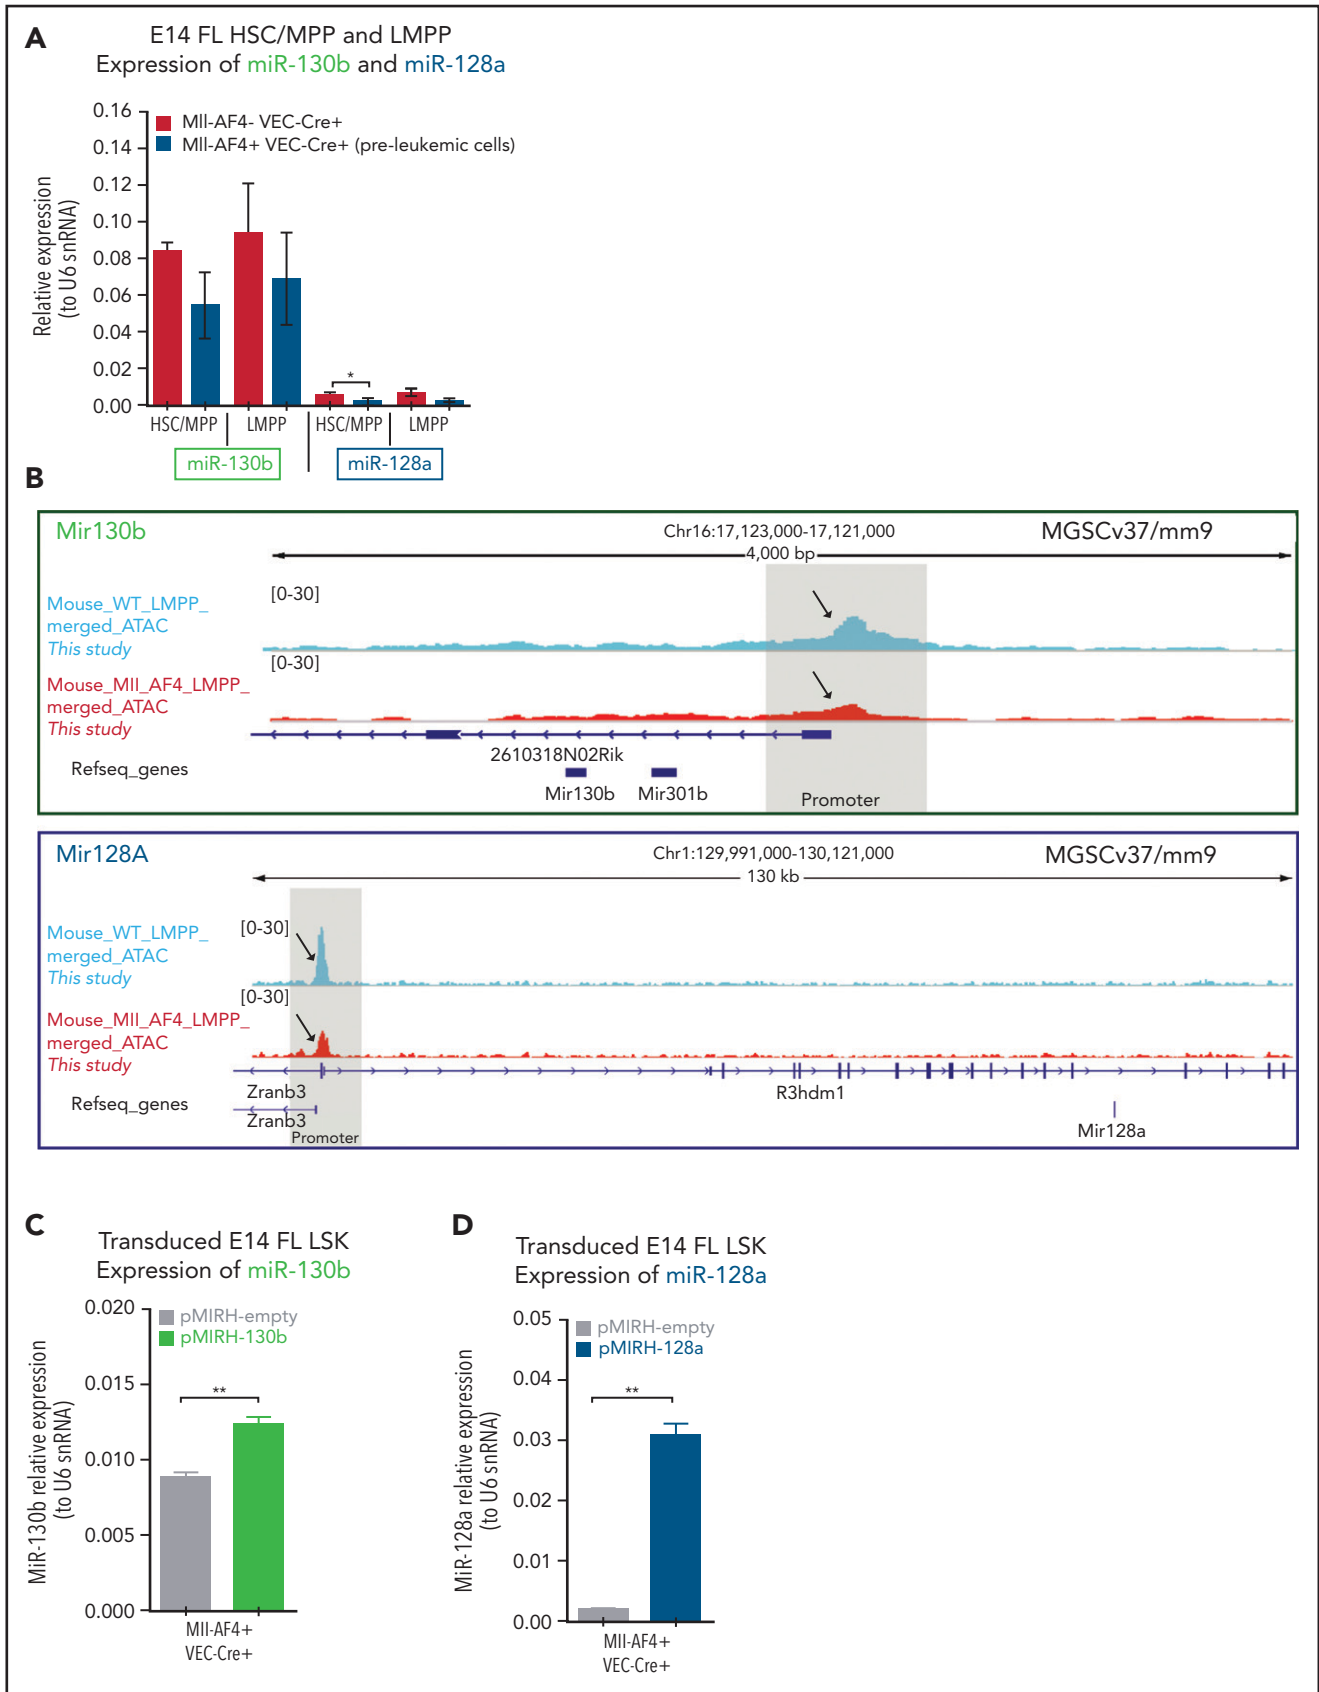 A
E14 FL HSC/MPP and LMPP
Expression of miR-130b and miR-128a
Mll-AF4- VEC-Cre+
Mll-AF4+ VEC-Cre+ (pre-leukemic cells)
Relative expression
(to U6 snRNA)
0.16
0.14
0.12
0.10
0.08
0.06
0.04
0.02
0.00
*
HSC/MPP
LMPP
HSC/MPP
LMPP
miR-130b
miR-128a
B
Mir130b
Chr16:17,123,000-17,121,000
MGSCv37/mm9
4,000 bp
[0-30]
Mouse_WT_LMPP_
merged_ATAC
This study
[0-30]
Mouse_Mll_AF4_LMPP_
merged_ATAC
This study
2610318N02Rik
Refseq_genes
Mir130b
Mir301b
Promoter
Mir128A
Chr1:129,991,000-130,121,000
MGSCv37/mm9
130 kb
[0-30]
Mouse_WT_LMPP_
merged_ATAC
This study
[0-30]
Mouse_Mll_AF4_LMPP_
merged_ATAC
This study
Zranb3
R3hdm1
Refseq_genes
Zranb3
Promoter
Mir128a
C
Transduced E14 FL LSK
Expression of miR-130b
pMIRH-empty
pMIRH-130b
MiR-130b relative expression
(to U6 snRNA)
0.020
0.015
0.010
0.005
0.000
**
Mll-AF4+
VEC-Cre+
D
Transduced E14 FL LSK
Expression of miR-128a
pMIRH-empty
pMIRH-128a
MiR-128a relative expression
(to U6 snRNA)
0.05
0.04
0.03
0.02
0.01
0.00
**
Mll-AF4+
VEC-Cre+